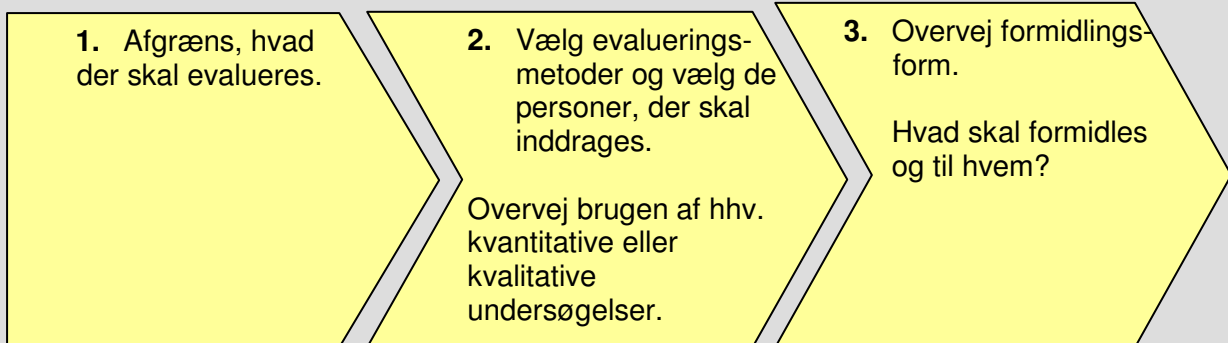 1. Afgræns, hvad
der skal evalueres.
2. Vælg evaluerings-
metoder og vælg de
personer, der skal
inddrages.
Overvej brugen af hhv.
kvantitative eller
kvalitative
undersøgelser.
3. Overvej formidlings-
form.
Hvad skal formidles
og til hvem?